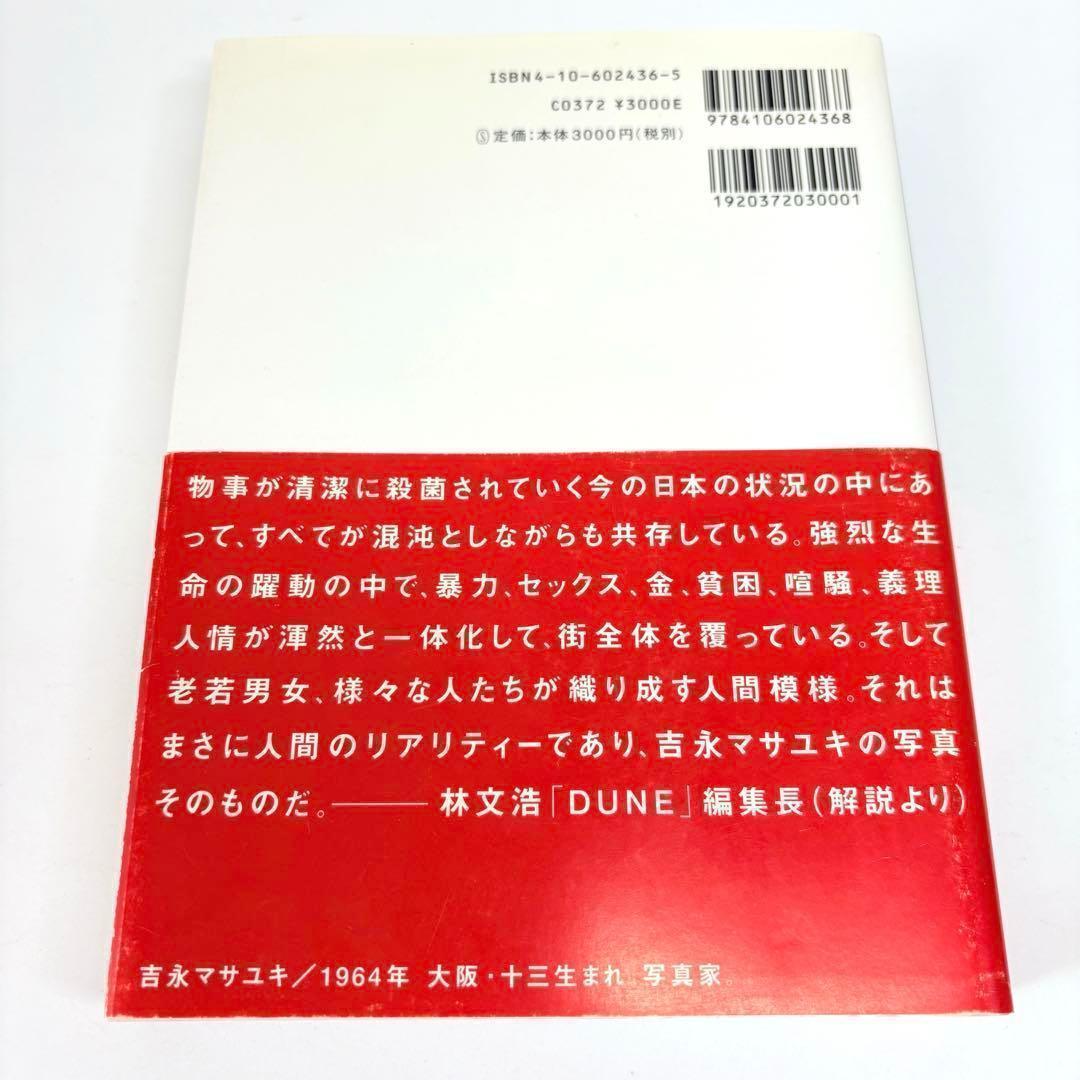 ISBN4-10-602436-5
C0372 ¥3000E
Ⓢ定価:本体3000円(税別)
9784106024368
1920372030001
物事が清潔に殺菌されていく今の日本の状況の中にあ
って、すべてが混沌としながらも共存している。強烈な生
命の躍動の中で、暴力、セックス、金、貧困、喧騒、義理
人情が渾然と一体化して、街全体を覆っている。そして
老若男女、様々な人たちが織り成す人間模様。それは
まさに人間のリアリティーであり、吉永マサユキの写真
そのものだ。――林文浩「DUNE」編集長(解説より)
吉永マサユキ/1964年 大阪・十三生まれ 写真家。